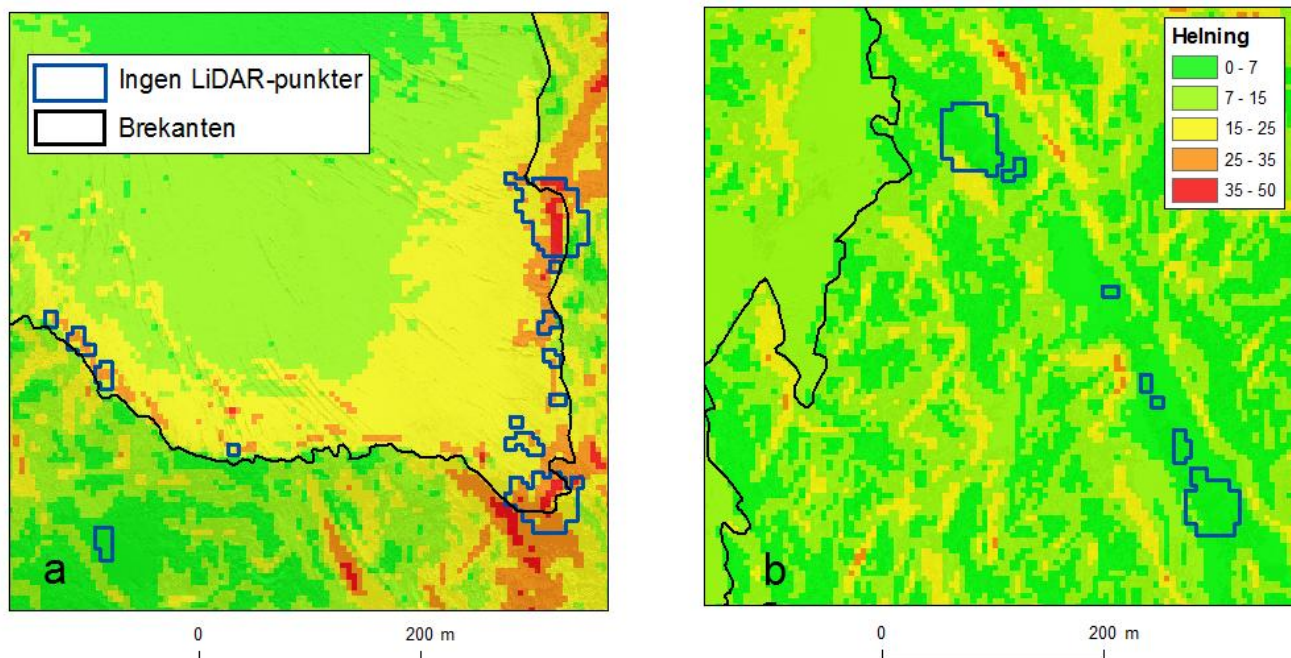 Ingen LiDAR-punkter
Brekanten
a
0
200 m
Helning
0 - 7
7 - 15
15 - 25
25 - 35
35 - 50
b
0
200 m